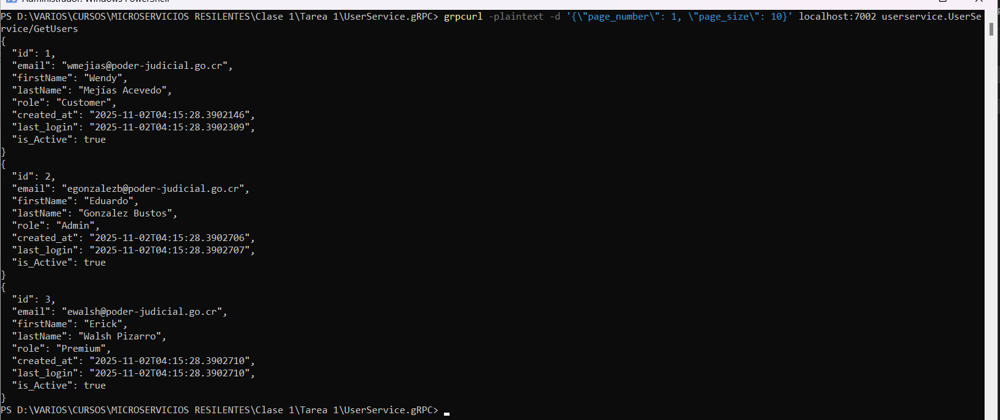 Administrador: Windows PowerShell
PS D:\VARIOS\CURSOS\MICROSERVICIOS RESILENTES\Clase 1\Tarea 1\UserService.gRPC> grpcurl -plaintext -d '{\"page_number\": 1, \"page_size\": 10}' localhost:7002 userservice.UserSe
rvice/GetUsers
{
  "id": 1,
  "email": "wmejias@poder-judicial.go.cr",
  "firstName": "Wendy",
  "lastName": "Mejías Acevedo",
  "role": "Customer",
  "created_at": "2025-11-02T04:15:28.3902146",
  "last_login": "2025-11-02T04:15:28.3902309",
  "is_Active": true
}
{
  "id": 2,
  "email": "egonzalezb@poder-judicial.go.cr",
  "firstName": "Eduardo",
  "lastName": "Gonzalez Bustos",
  "role": "Admin",
  "created_at": "2025-11-02T04:15:28.3902706",
  "last_login": "2025-11-02T04:15:28.3902707",
  "is_Active": true
}
{
  "id": 3,
  "email": "ewalsh@poder-judicial.go.cr",
  "firstName": "Erick",
  "lastName": "Walsh Pizarro",
  "role": "Premium",
  "created_at": "2025-11-02T04:15:28.3902710",
  "last_login": "2025-11-02T04:15:28.3902710",
  "is_Active": true
}
PS D:\VARIOS\CURSOS\MICROSERVICIOS RESILENTES\Clase 1\Tarea 1\UserService.gRPC>